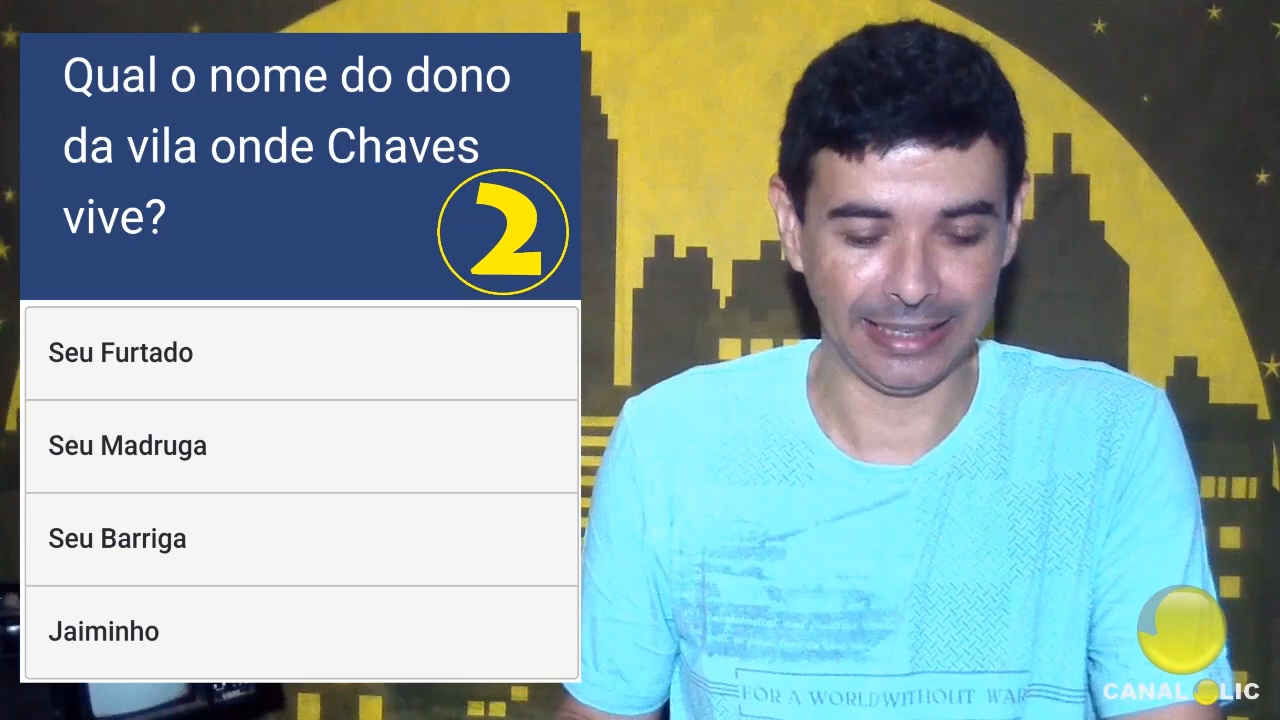 Qual o nome do dono
da vila onde Chaves
vive?
2
Seu Furtado
Seu Madruga
Seu Barriga
Jaiminho
FOR A WORLD WITHOUT WAR
CANAL OLIC